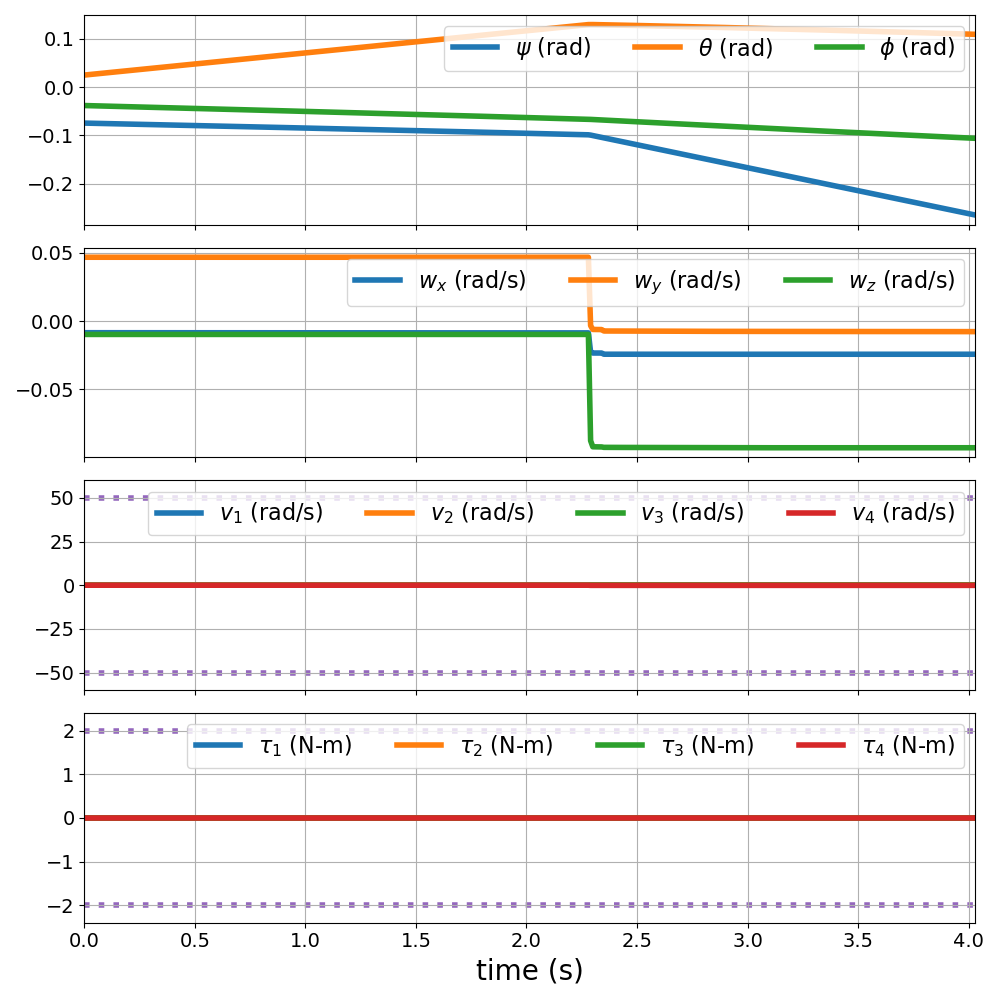 0.1
0.0
−0.1
−0.2
ψ (rad) θ (rad) ϕ (rad)
0.05
0.00
−0.05
w_x (rad/s) w_y (rad/s) w_z (rad/s)
50
25
0
−25
−50
v_1 (rad/s) v_2 (rad/s) v_3 (rad/s) v_4 (rad/s)
2
1
0
−1
−2
τ_1 (N-m) τ_2 (N-m) τ_3 (N-m) τ_4 (N-m)
0.0 0.5 1.0 1.5 2.0 2.5 3.0 3.5 4.0
time (s)